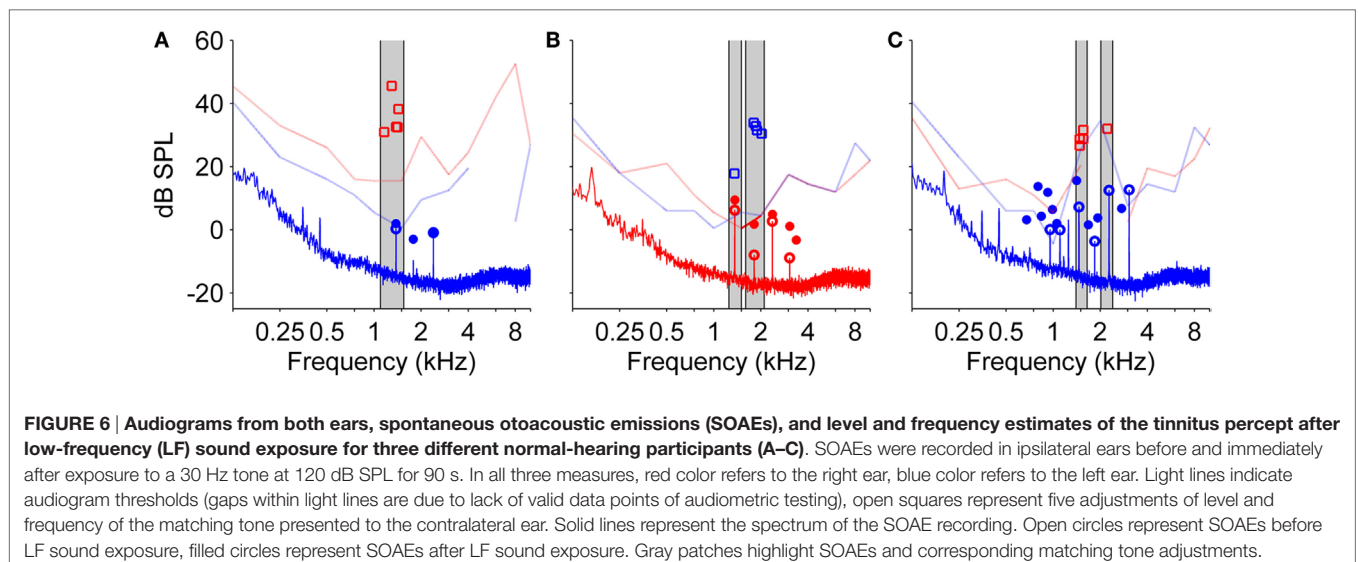 A B C
60
40
20
0
-20
dB SPL
0.25 0.5 1 2 4 8 0.25 0.5 1 2 4 8 0.25 0.5 1 2 4 8
Frequency (kHz) Frequency (kHz) Frequency (kHz)
FIGURE 6 | Audiograms from both ears, spontaneous otoacoustic emissions (SOAEs), and level and frequency estimates of the tinnitus percept after
low-frequency (LF) sound exposure for three different normal-hearing participants (A–C). SOAEs were recorded in ipsilateral ears before and immediately
after exposure to a 30 Hz tone at 120 dB SPL for 90 s. In all three measures, red color refers to the right ear, blue color refers to the left ear. Light lines indicate
audiogram thresholds (gaps within light lines are due to lack of valid data points of audiometric testing), open squares represent five adjustments of level and
frequency of the matching tone presented to the contralateral ear. Solid lines represent the spectrum of the SOAE recording. Open circles represent SOAEs before
LF sound exposure, filled circles represent SOAEs after LF sound exposure. Gray patches highlight SOAEs and corresponding matching tone adjustments.